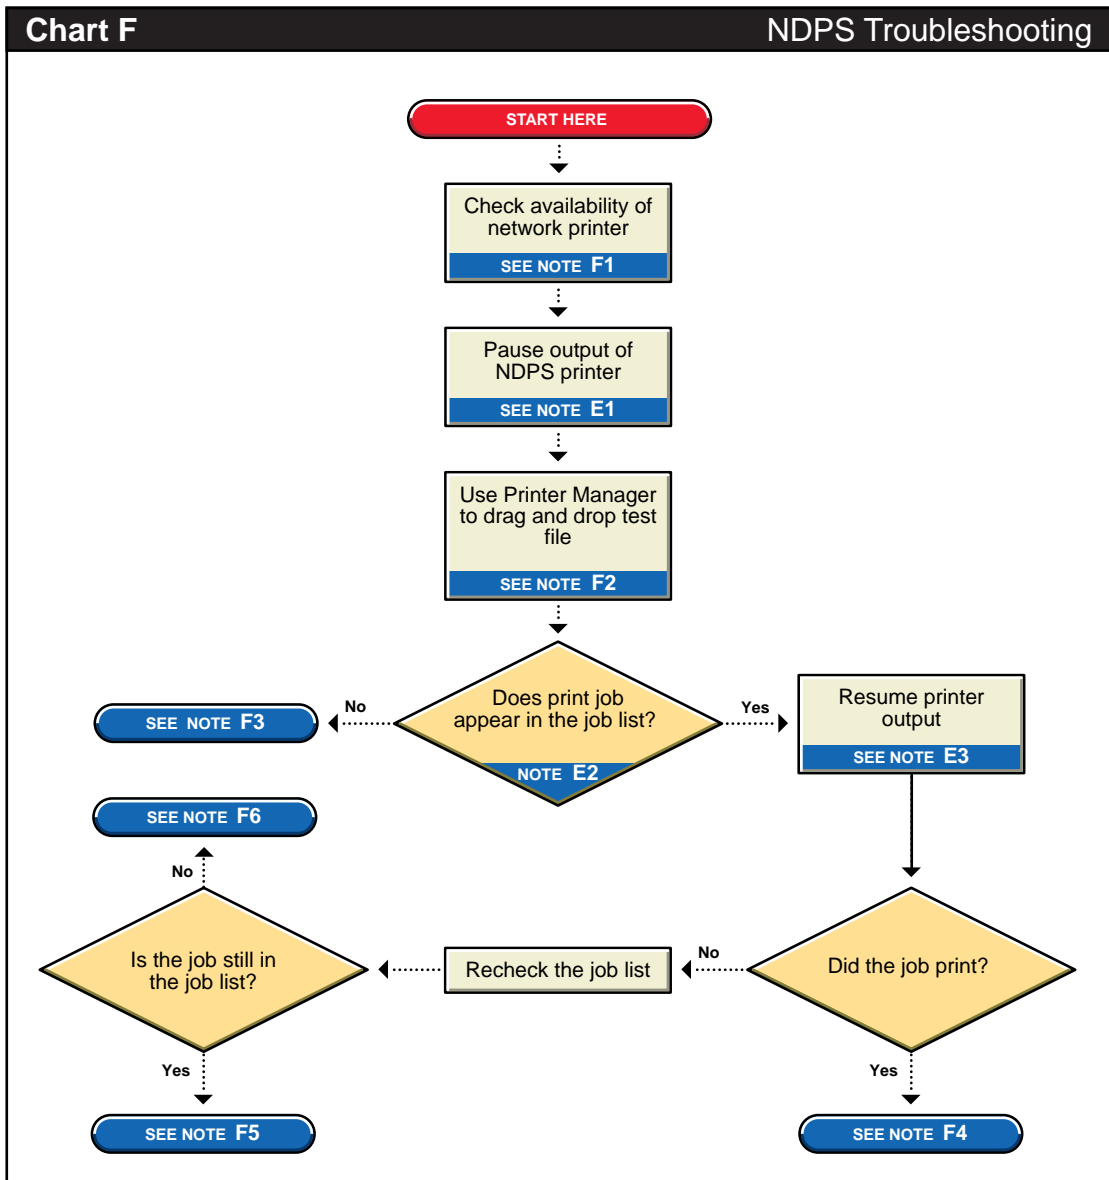 Chart F
NDPS Troubleshooting
START HERE
Check availability of
network printer
SEE NOTE F1
Pause output of
NDPS printer
SEE NOTE E1
Use Printer Manager
to drag and drop test
file
SEE NOTE F2
Does print job
appear in the job list?
NOTE E2
No
SEE NOTE F3
Yes
Resume printer
output
SEE NOTE E3
Did the job print?
No
Recheck the job list
Is the job still in
the job list?
No
SEE NOTE F6
Yes
SEE NOTE F5
Yes
SEE NOTE F4